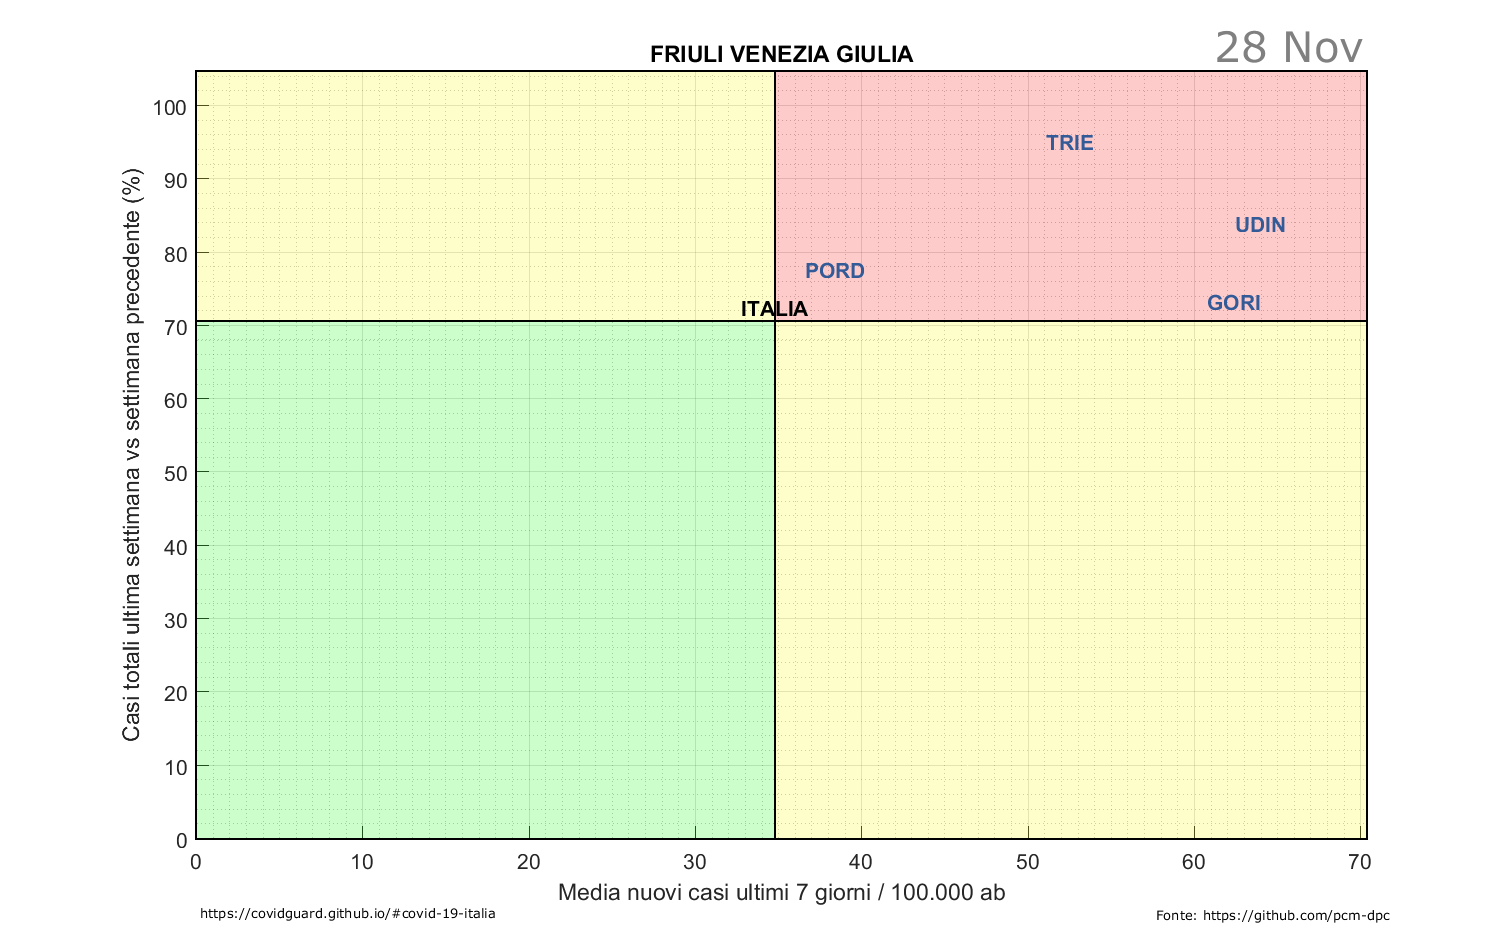 28 Nov
FRIULI VENEZIA GIULIA
100
90
80
70
60
50
40
30
20
10
0
Casi totali ultima settimana vs settimana precedente (%)
TRIE
UDIN
PORD
GORI
ITALIA
0 10 20 30 40 50 60 70
Media nuovi casi ultimi 7 giorni / 100.000 ab
https://covidguard.github.io/#covid-19-italia
Fonte: https://github.com/pcm-dpc